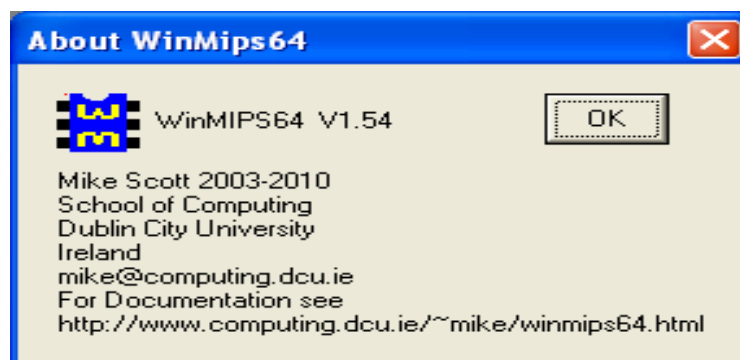 About WinMips64
WinMIPS64 V1.54
OK
Mike Scott 2003-2010
School of Computing
Dublin City University
Ireland
mike@computing.dcu.ie
For Documentation see
http://www.computing.dcu.ie/~mike/winmips64.html